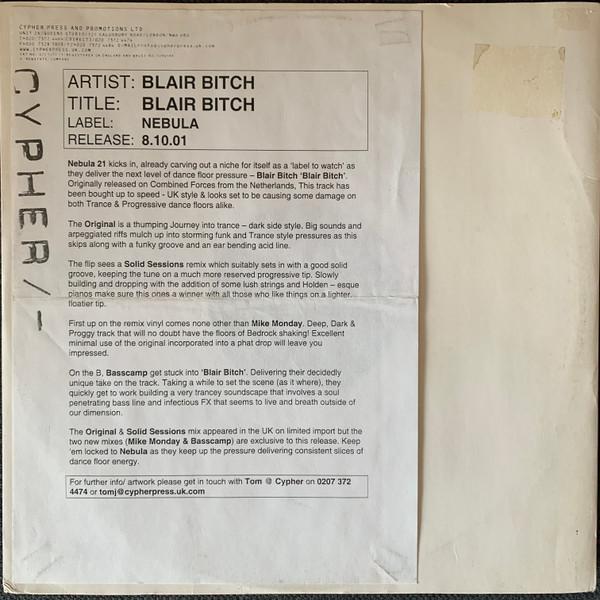 CYPHER PRESS AND PROMOTIONS LTD
WWW.CYPHERPRESS.UK.COM
CYPHER/-
ARTIST: BLAIR BITCH
TITLE: BLAIR BITCH
LABEL: NEBULA
RELEASE: 8.10.01
Nebula 21 kicks in, already carving out a niche for itself as a 'label to watch' as
they deliver the next level of dance floor pressure – Blair Bitch 'Blair Bitch'.
Originally released on Combined Forces from the Netherlands, This track has
been bought up to speed - UK style & looks set to be causing some damage on
both Trance & Progressive dance floors alike.
The Original is a thumping Journey into trance – dark side style. Big sounds and
arpeggiated riffs mulch up into storming funk and Trance style pressures as this
skips along with a funky groove and an ear bending acid line.
The flip sees a Solid Sessions remix which suitably sets in with a good solid
groove, keeping the tune on a much more reserved progressive tip. Slowly
building and dropping with the addition of some lush strings and Holden – esque
pianos make sure this ones a winner with all those who like things on a lighter,
floatier tip.
First up on the remix vinyl comes none other than Mike Monday. Deep, Dark &
Proggy track that will no doubt have the floors of Bedrock shaking! Excellent
minimal use of the original incorporated into a phat drop will leave you
impressed.
On the B, Basscamp get stuck into 'Blair Bitch'. Delivering their decidedly
unique take on the track. Taking a while to set the scene (as it where), they
quickly get to work building a very trancey soundscape that involves a soul
penetrating bass line and infectious FX that seems to live and breath outside of
our dimension.
The Original & Solid Sessions mix appeared in the UK on limited import but the
two new mixes (Mike Monday & Basscamp) are exclusive to this release. Keep
'em locked to Nebula as they keep up the pressure delivering consistent slices of
dance floor energy.
For further info/ artwork please get in touch with Tom @ Cypher on 0207 372
4474 or tomj@cypherpress.uk.com